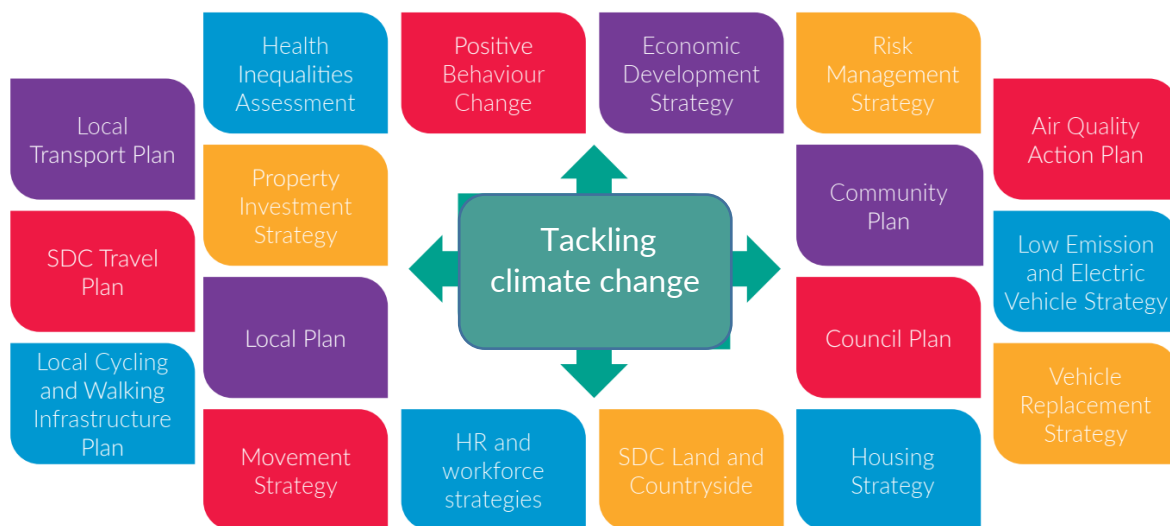 Health
Inequalities
Assessment
Positive
Behaviour
Change
Economic
Development
Strategy
Risk
Management
Strategy
Local
Transport Plan
Air Quality
Action Plan
Property
Investment
Strategy
Community
Plan
Tackling
climate change
SDC Travel
Plan
Low Emission
and Electric
Vehicle Strategy
Local Plan
Council Plan
Local Cycling
and Walking
Infrastructure
Plan
Vehicle
Replacement
Strategy
Movement
Strategy
HR and
workforce
strategies
SDC Land and
Countryside
Housing
Strategy